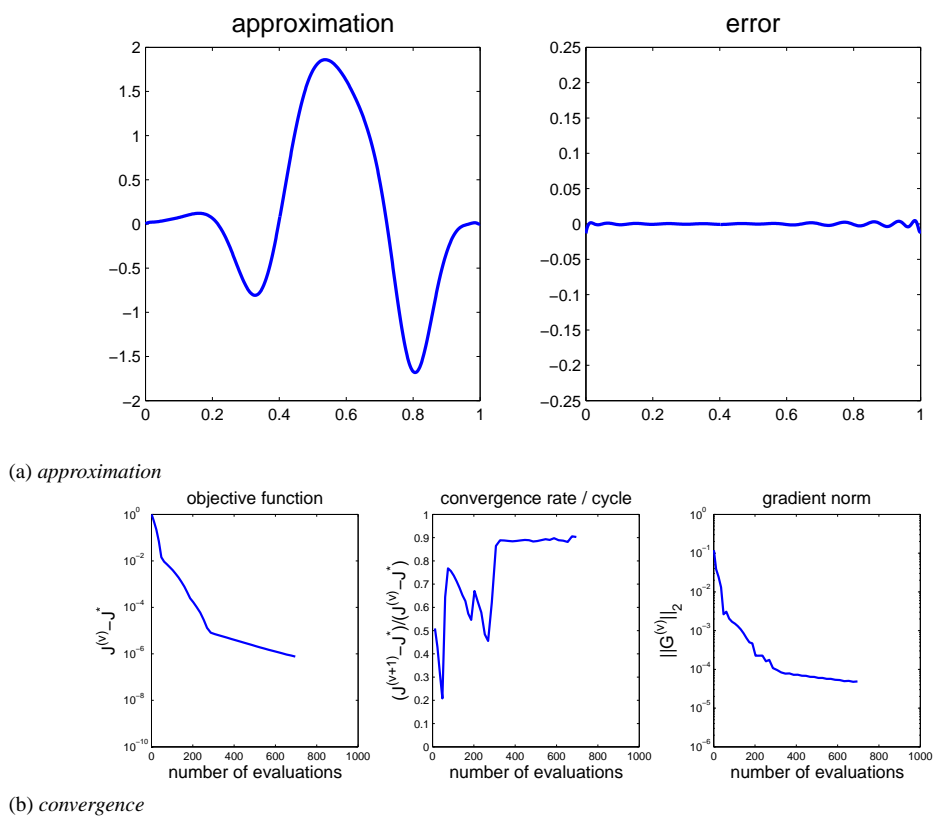 approximation
error
2
1.5
1
0.5
0
−0.5
−1
−1.5
−2
0 0.2 0.4 0.6 0.8 1
0.25
0.2
0.15
0.1
0.05
0
−0.05
−0.1
−0.15
−0.2
−0.25
0 0.2 0.4 0.6 0.8 1
(a) approximation
objective function
J^(ν)−J^*
10^0
10^−2
10^−4
10^−6
10^−8
10^−10
0 200 400 600 800 1000
number of evaluations
convergence rate / cycle
(J^(ν+1)−J^*)/(J^(ν)−J^*)
1
0.9
0.8
0.7
0.6
0.5
0.4
0.3
0.2
0.1
0
0 200 400 600 800 1000
number of evaluations
gradient norm
||G^(ν)||_2
10^0
10^−1
10^−2
10^−3
10^−4
10^−5
10^−6
0 200 400 600 800 1000
number of evaluations
(b) convergence